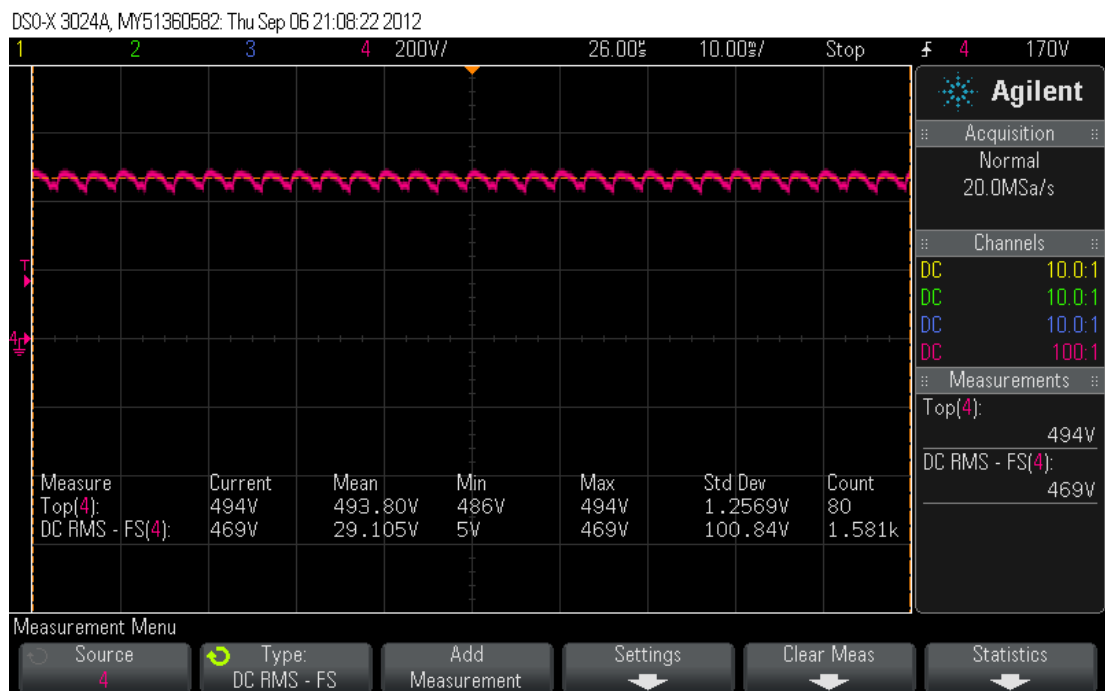 DSO-X 3024A, MY51360582: Thu Sep 06 21:08:22 2012
1 2 3 4 200V/ 26.00s 10.00s/ Stop 4 170V
Agilent
Acquisition
Normal
20.0MSa/s
Channels
DC 10.0:1
DC 10.0:1
DC 10.0:1
DC 100:1
Measurements
Top(4):
494V
DC RMS - FS(4):
469V
T
4
Measure Current Mean Min Max Std Dev Count
Top(4): 494V 493.80V 486V 494V 1.2569V 80
DC RMS - FS(4): 469V 29.105V 5V 469V 100.84V 1.581k
Measurement Menu
Source
4
Type:
DC RMS - FS
Add
Measurement
Settings
Clear Meas
Statistics